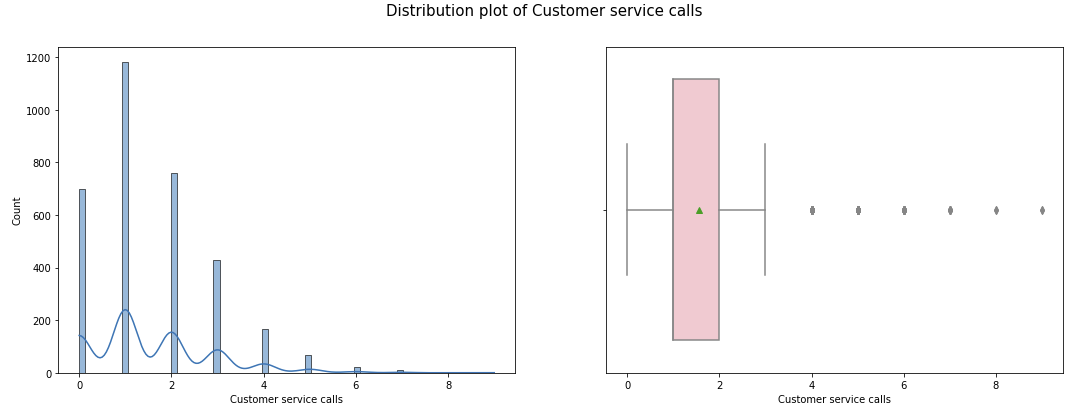 Distribution plot of Customer service calls
1200
1000
800
600
400
200
0
Count
0 2 4 6 8
Customer service calls
0 2 4 6 8
Customer service calls